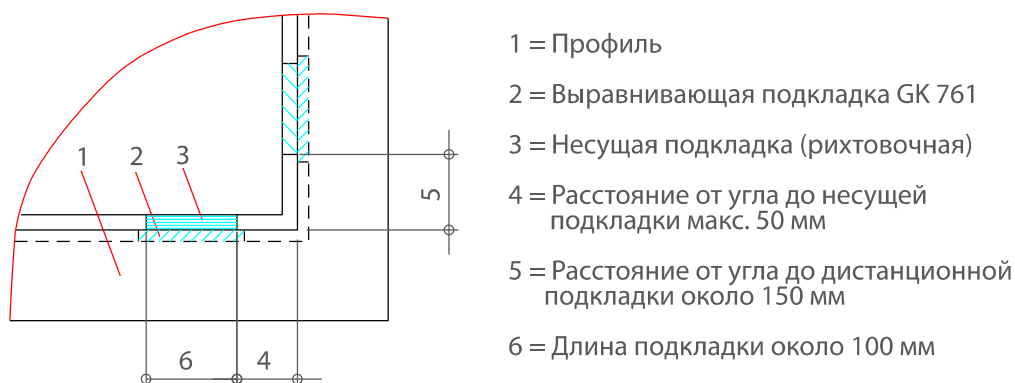 1 = Профиль
2 = Выравнивающая подкладка GK 761
3 = Несущая подкладка (рихтовочная)
4 = Расстояние от угла до несущей
подкладки макс. 50 мм
5 = Расстояние от угла до дистанционной
подкладки около 150 мм
6 = Длина подкладки около 100 мм
1 2 3
5
6 4